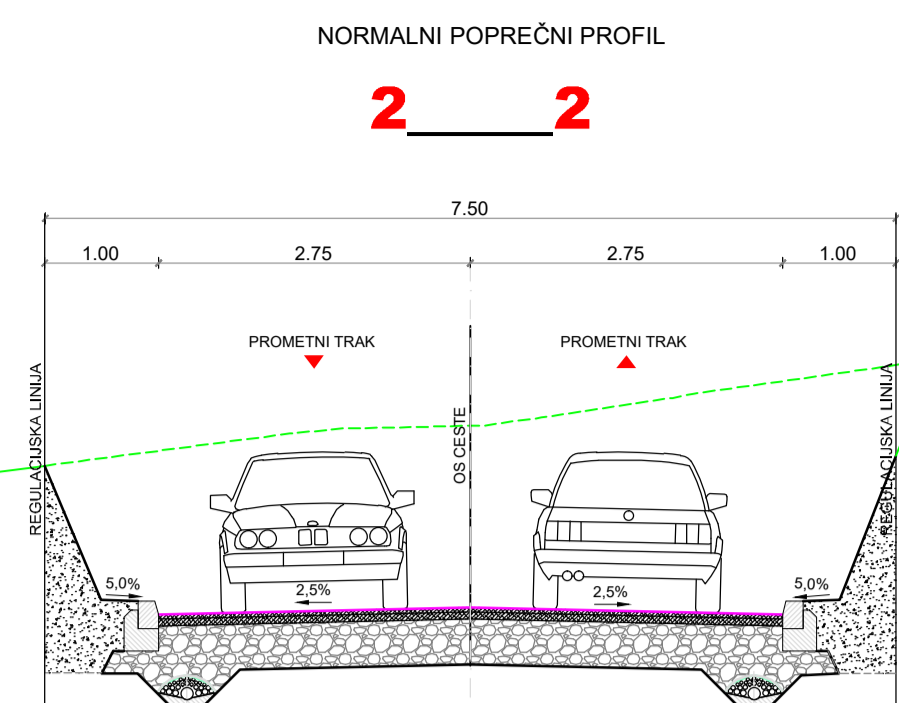 NORMALNI POPREČNI PROFIL
2 2
7.50
1.00 2.75 2.75 1.00
PROMETNI TRAK PROMETNI TRAK
REGULACIJSKA LINIJA
OS CESTE
REGULACIJSKA LINIJA
5,0% 2,5% 2,5% 5,0%